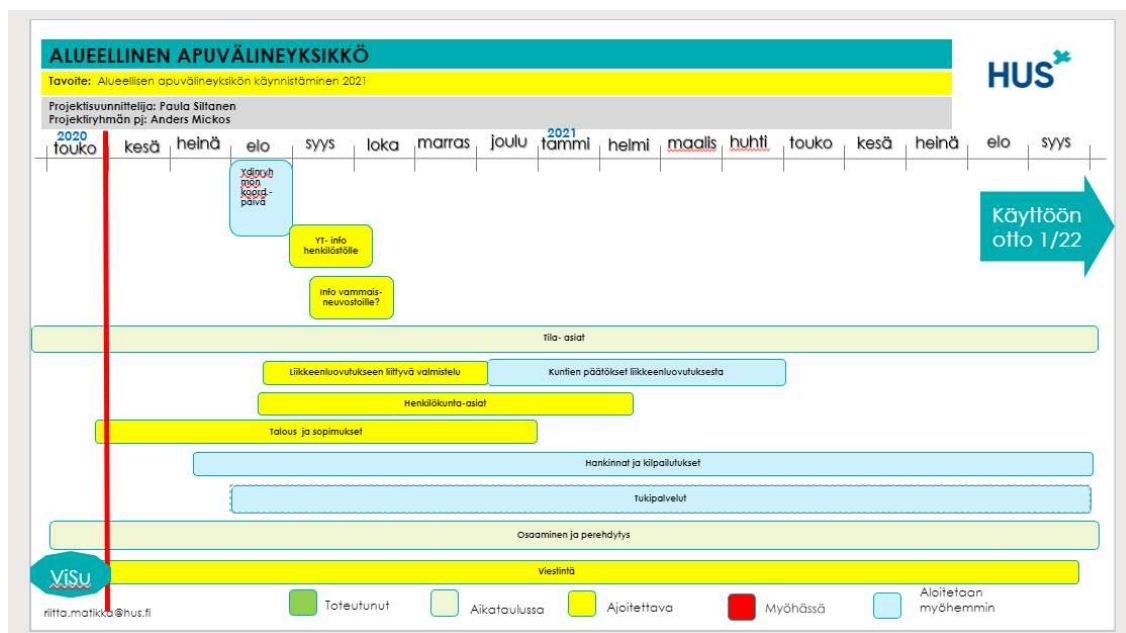 ALUEELLINEN APUVÄLINEYKSIKKÖ
HUS
Tavoite: Alueellisen apuvälineyksikön käynnistäminen 2021
Projektisuunnittelija: Paula Siltanen
Projektiryhmän pj: Anders Mickos
2020 2021
touko kesä heinä elo syys loka marras joulu tammi helmi maalis huhti touko kesä heinä elo syys
Ydinryh
män
koord.-
päivä
Käyttöön
otto 1/22
YT- info
henkilöstölle
Info vammais-
neuvostoille?
Tila- asiat
Liikkeenluovutukseen liittyvä valmistelu
Kuntien päätökset liikkeenluovutuksesta
Henkilökunta-asiat
Talous ja sopimukset
Hankinnat ja kilpailutukset
Tukipalvelut
Osaaminen ja perehdytys
Viestintä
ViSu
Toteutunut
Aikataulussa
Ajoitettava
Myöhässä
Aloitetaan
myöhemmin
riitta.matikka@hus.fi